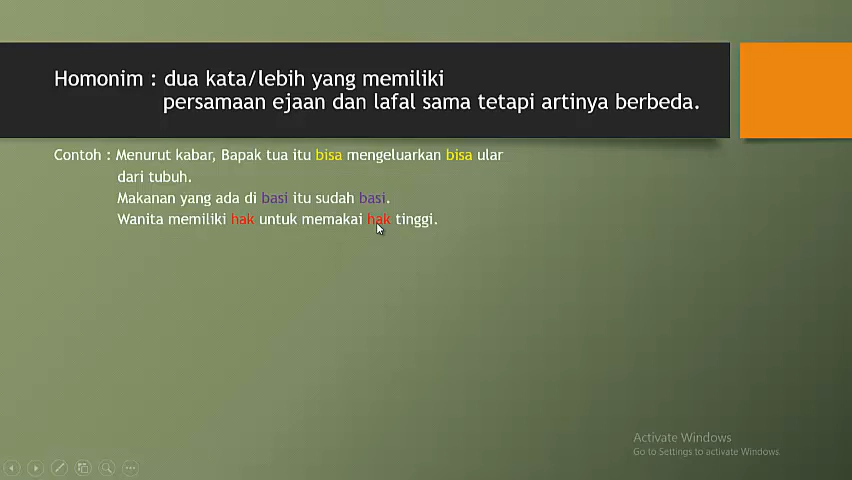 Homonim : dua kata/lebih yang memiliki
persamaan ejaan dan lafal sama tetapi artinya berbeda.
Contoh : Menurut kabar, Bapak tua itu bisa mengeluarkan bisa ular
dari tubuh.
Makanan yang ada di basi itu sudah basi.
Wanita memiliki hak untuk memakai hak tinggi.
Activate Windows
Go to Settings to activate Windows.